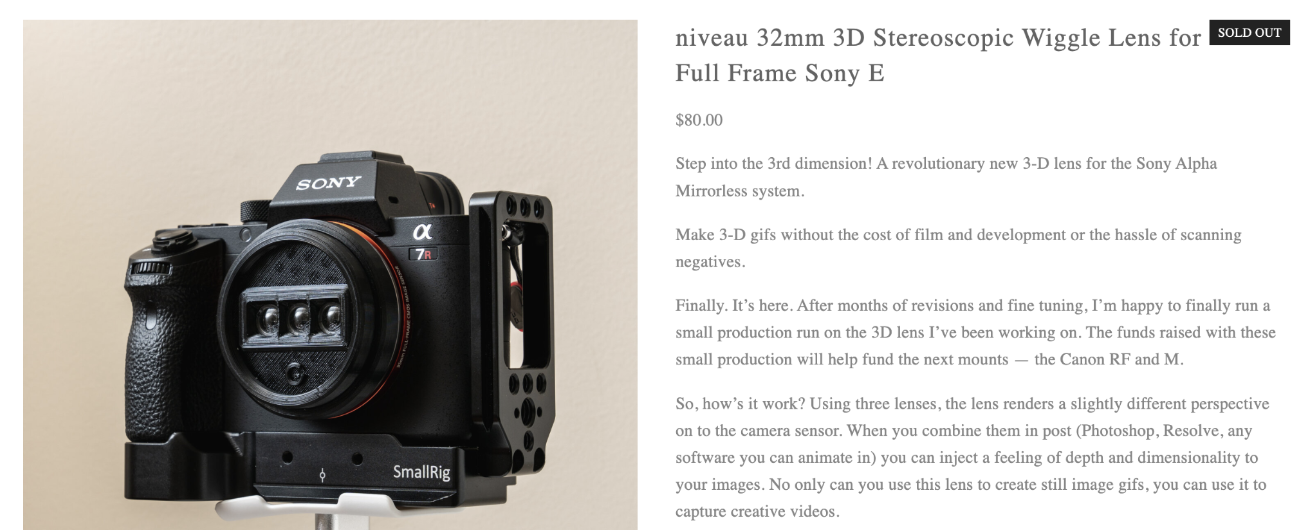 niveau 32mm 3D Stereoscopic Wiggle Lens for
SOLD OUT
Full Frame Sony E
$80.00
Step into the 3rd dimension! A revolutionary new 3-D lens for the Sony Alpha
Mirrorless system.
Make 3-D gifs without the cost of film and development or the hassle of scanning
negatives.
Finally. It’s here. After months of revisions and fine tuning, I’m happy to finally run a
small production run on the 3D lens I’ve been working on. The funds raised with these
small production will help fund the next mounts — the Canon RF and M.
So, how’s it work? Using three lenses, the lens renders a slightly different perspective
on to the camera sensor. When you combine them in post (Photoshop, Resolve, any
software you can animate in) you can inject a feeling of depth and dimensionality to
your images. No only can you use this lens to create still image gifs, you can use it to
capture creative videos.
SONY
α
7R
SmallRig